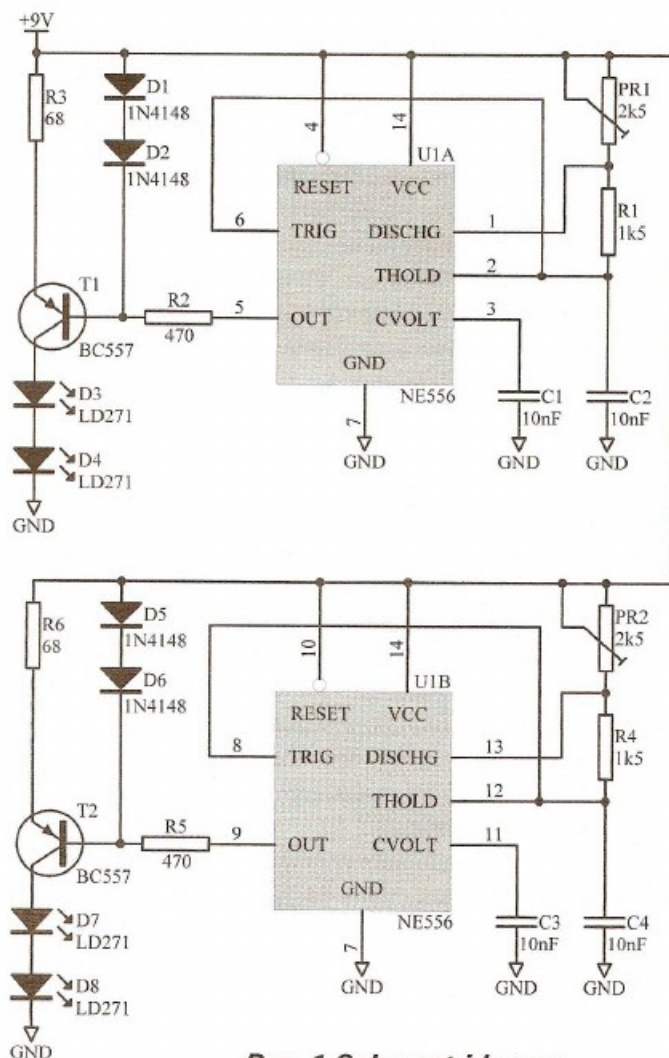 +9V
R3
68
D1
1N4148
D2
1N4148
4
14
U1A
PR1
2k5
RESET
VCC
6
TRIG
DISCHG
1
R1
1k5
THOLD
2
T1
BC557
R2
470
5
OUT
CVOLT
3
GND
NE556
7
GND
D3
LD271
D4
LD271
GND
C1
10nF
GND
C2
10nF
GND
R6
68
D5
1N4148
D6
1N4148
10
14
U1B
PR2
2k5
RESET
VCC
8
TRIG
DISCHG
13
R4
1k5
THOLD
12
T2
BC557
R5
470
9
OUT
CVOLT
11
GND
NE556
7
GND
D7
LD271
D8
LD271
GND
C3
10nF
GND
C4
10nF
GND